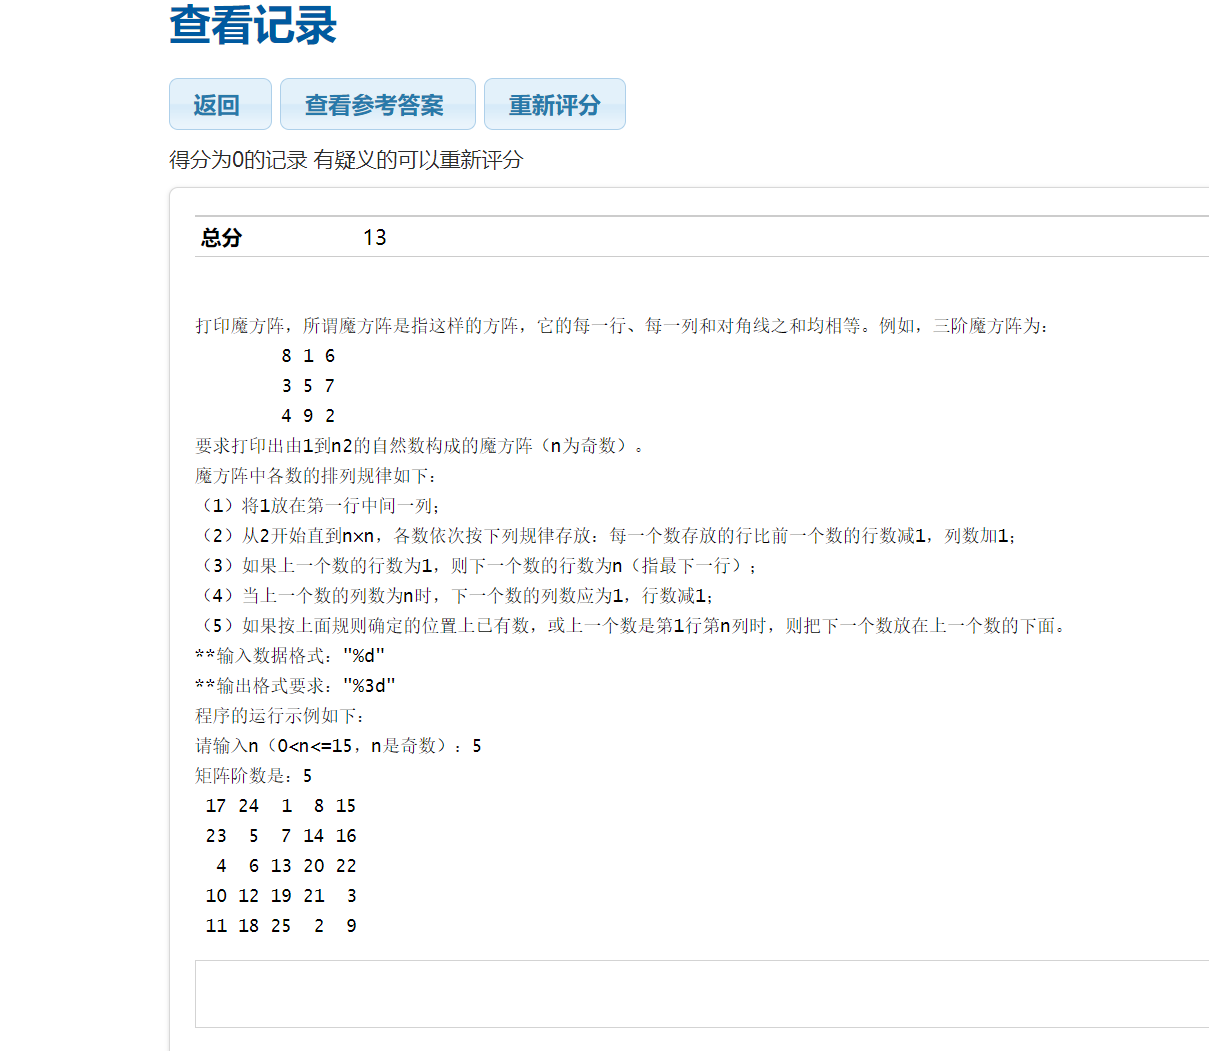 查看记录
返回 查看参考答案 重新评分
得分为0的记录 有疑义的可以重新评分
总分 13
打印魔方阵，所谓魔方阵是指这样的方阵，它的每一行、每一列和对角线之和均相等。例如，三阶魔方阵为：
8 1 6
3 5 7
4 9 2
要求打印出由1到n2的自然数构成的魔方阵（n为奇数）。
魔方阵中各数的排列规律如下：
（1）将1放在第一行中间一列；
（2）从2开始直到n×n，各数依次按下列规律存放：每一个数存放的行比前一个数的行数减1，列数加1；
（3）如果上一个数的行数为1，则下一个数的行数为n（指最下一行）；
（4）当上一个数的列数为n时，下一个数的列数应为1，行数减1；
（5）如果按上面规则确定的位置上已有数，或上一个数是第1行第n列时，则把下一个数放在上一个数的下面。
**输入数据格式："%d"
**输出格式要求："%3d"
程序的运行示例如下：
请输入n（0<n<=15，n是奇数）：5
矩阵阶数是：5
17 24  1  8 15
23  5  7 14 16
4  6 13 20 22
10 12 19 21  3
11 18 25  2  9